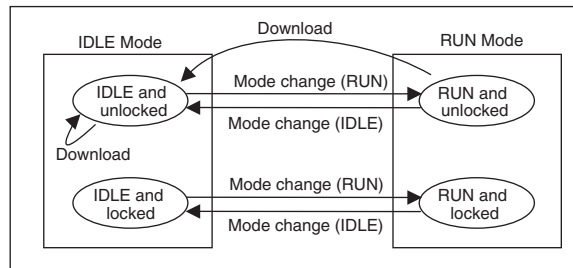 Download
IDLE Mode
RUN Mode
IDLE and
unlocked
Mode change (RUN)
Mode change (IDLE)
RUN and
unlocked
Download
IDLE and
locked
Mode change (RUN)
Mode change (IDLE)
RUN and
locked